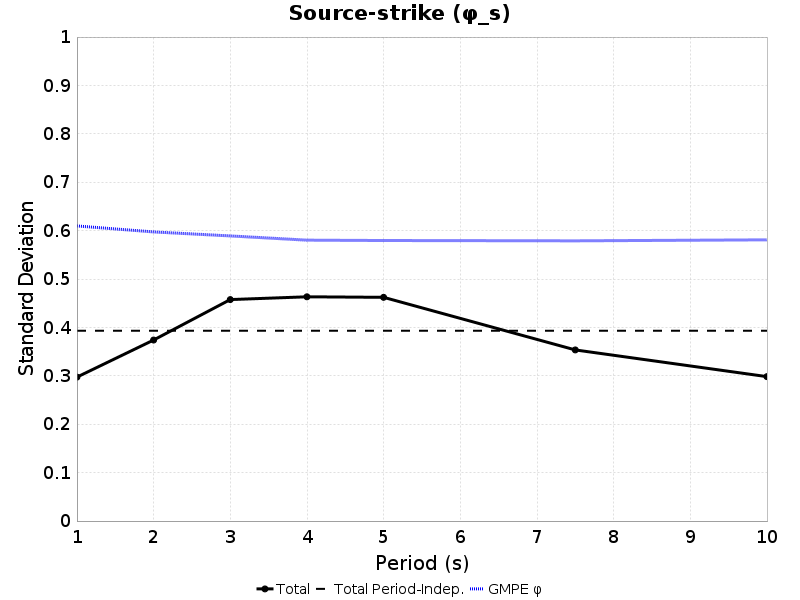 Source-strike (φ_s)
1
0.9
0.8
0.7
0.6
0.5
0.4
0.3
0.2
0.1
0
Standard Deviation
1 2 3 4 5 6 7 8 9 10
Period (s)
Total Total Period-Indep. GMPE φ